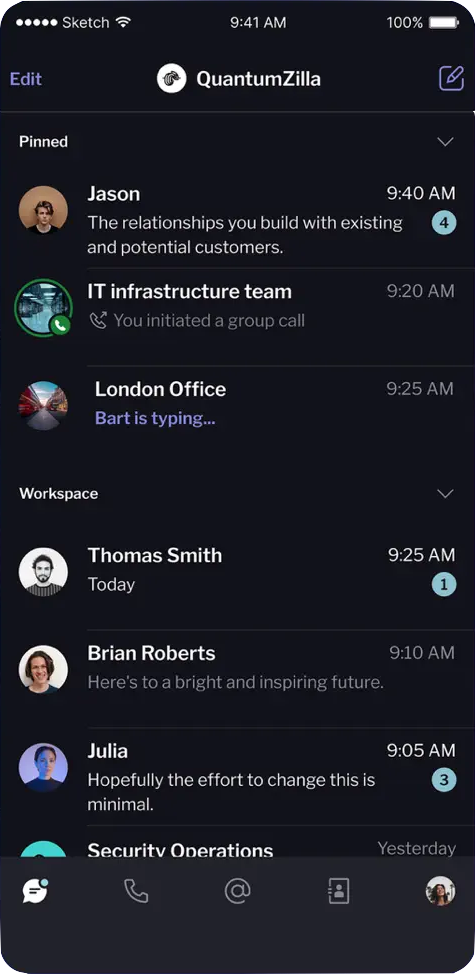 Sketch 9:41 AM 100%
Edit QuantumZilla
Pinned
Jason 9:40 AM
The relationships you build with existing 4
and potential customers.
IT infrastructure team 9:20 AM
You initiated a group call
London Office 9:25 AM
Bart is typing...
Workspace
Thomas Smith 9:25 AM
Today 1
Brian Roberts 9:10 AM
Here's to a bright and inspiring future.
Julia 9:05 AM
Hopefully the effort to change this is 3
minimal.
Security Operations Yesterday